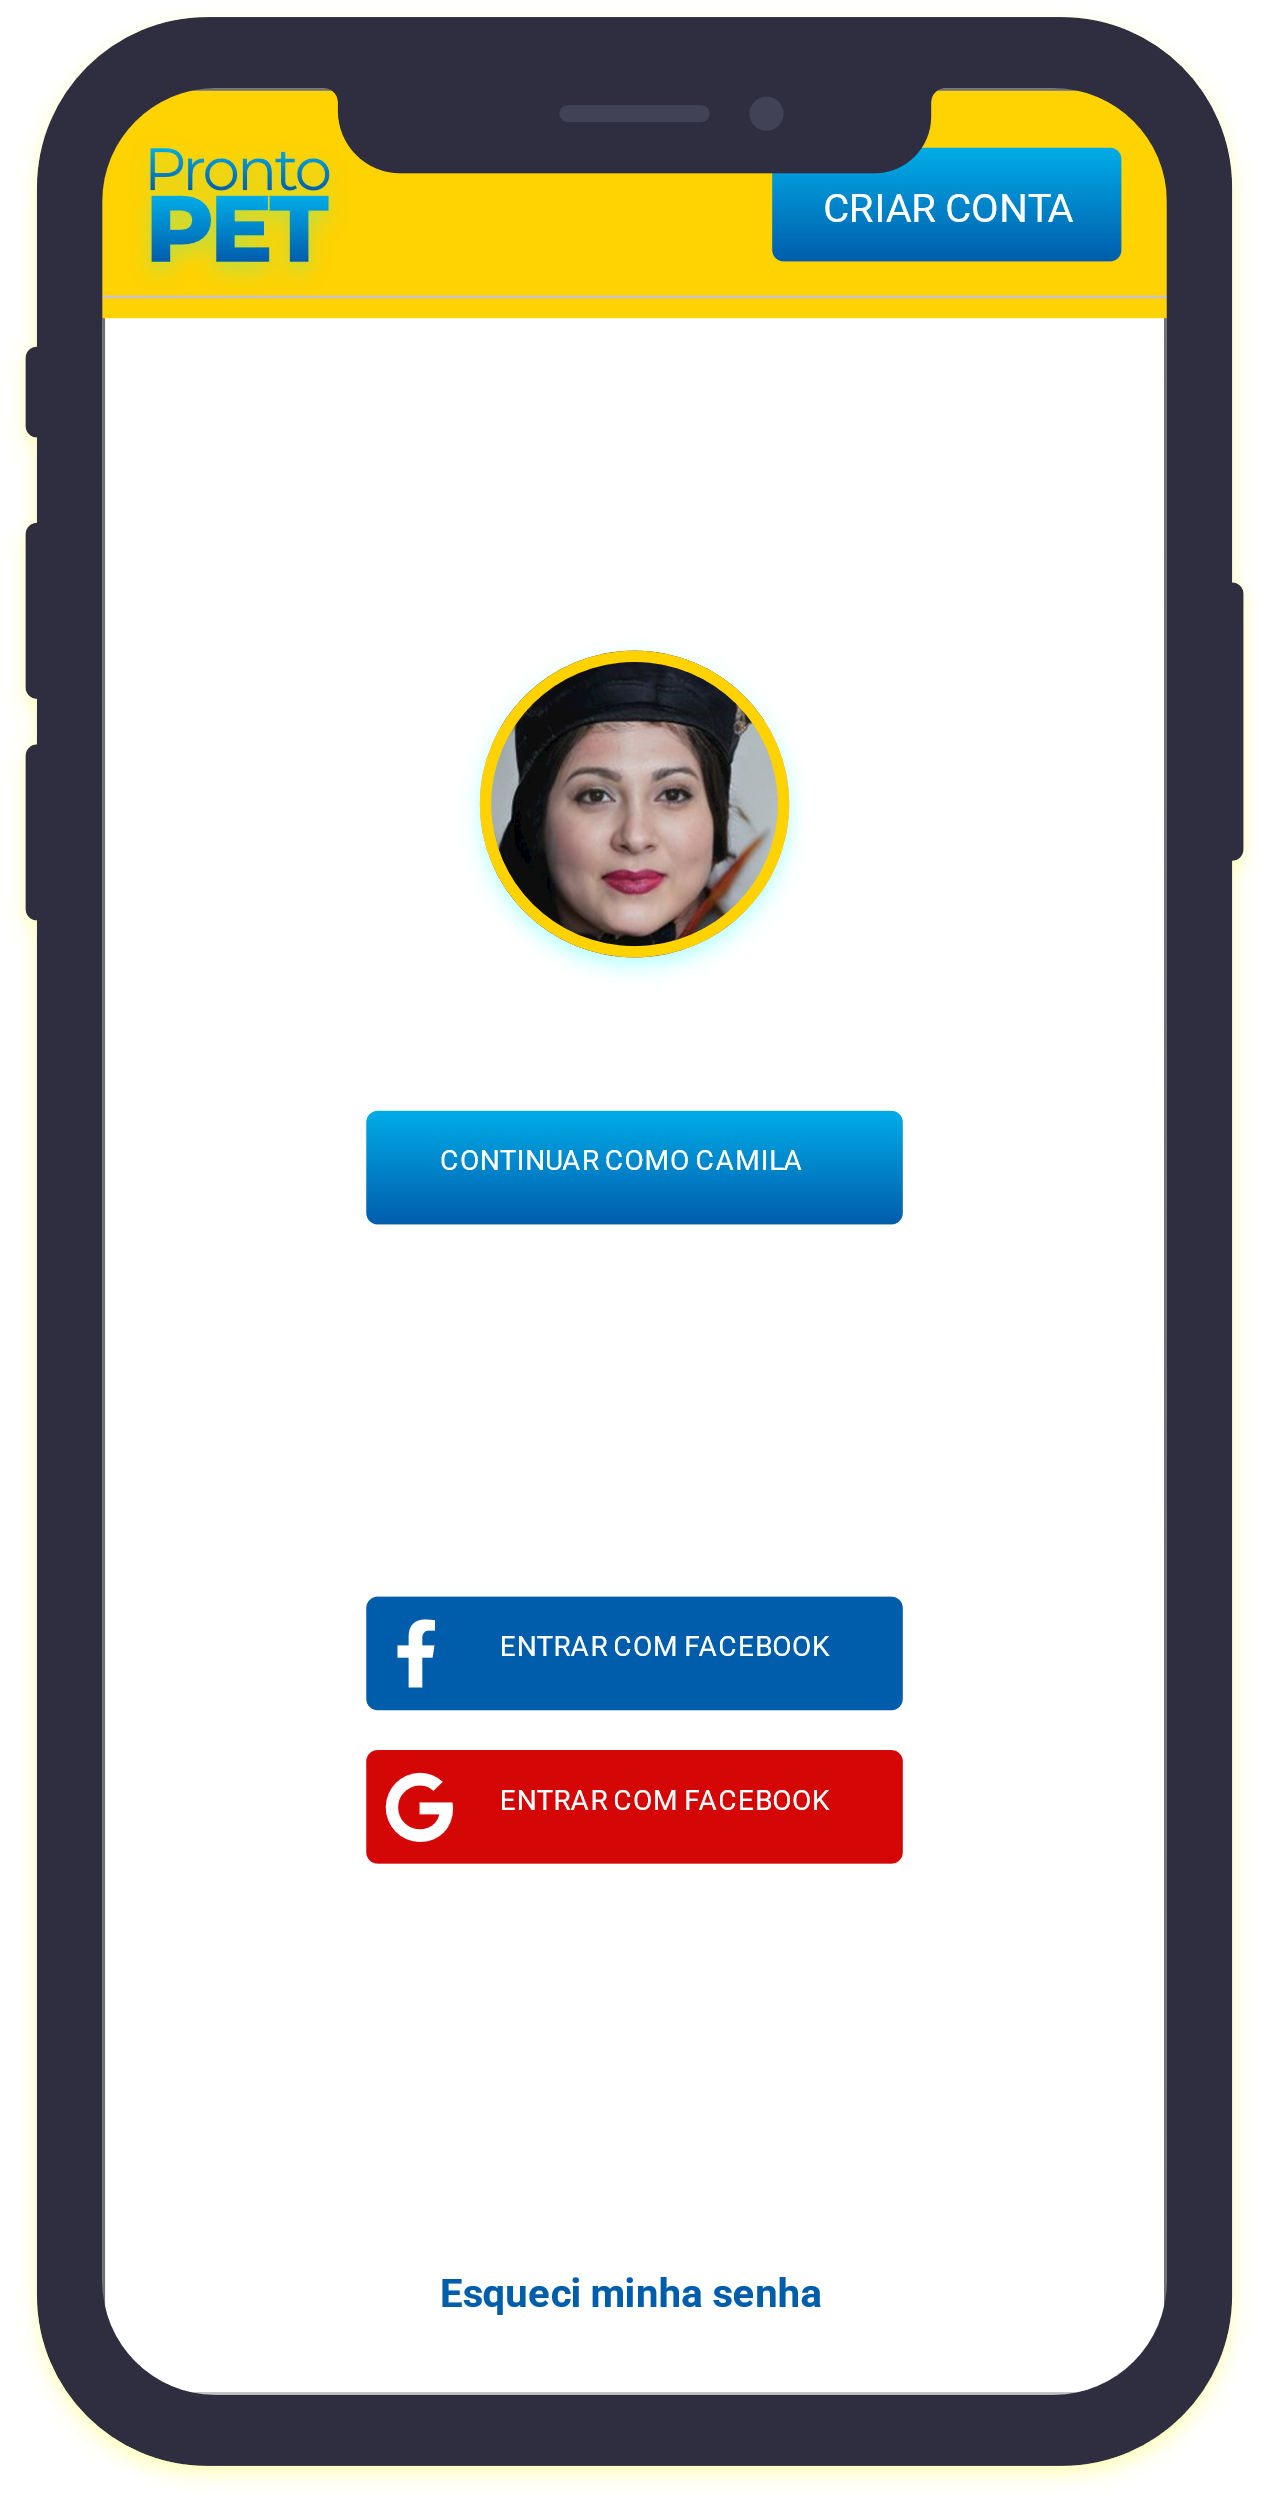 Pronto
PET
CRIAR CONTA
CONTINUAR COMO CAMILA
ENTRAR COM FACEBOOK
ENTRAR COM FACEBOOK
Esqueci minha senha